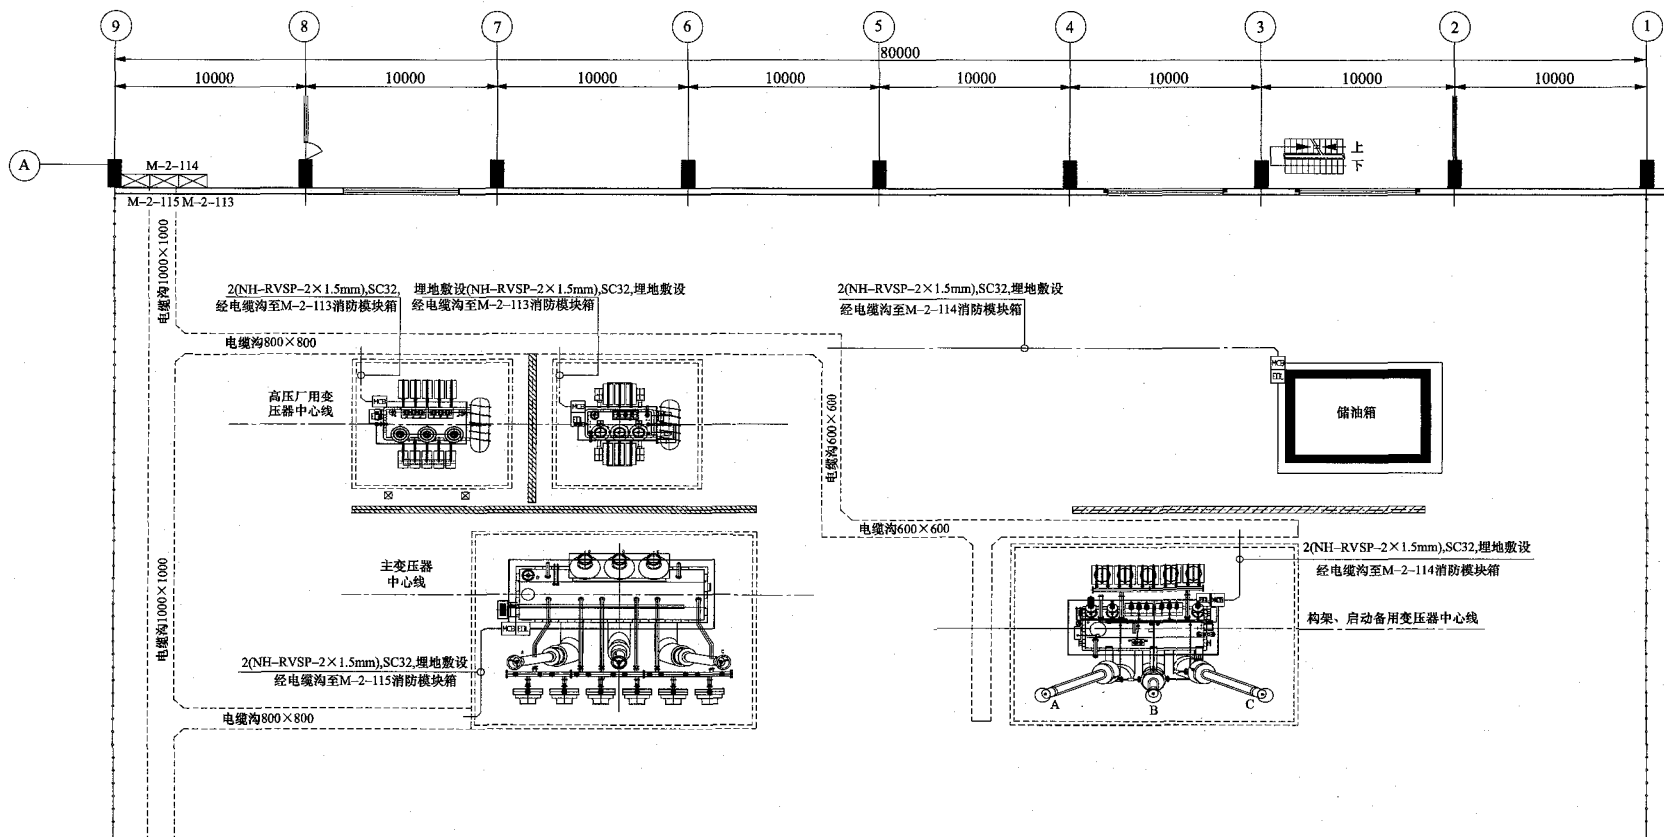 9 8 7 6 5 4 3 2 1
80000
10000 10000 10000 10000 10000 10000 10000 10000
A
M-2-114
上
下
M-2-115 M-2-113
电缆沟1000×1000
2(NH-RVSP-2×1.5mm),SC32,
经电缆沟至M-2-113消防模块箱
埋地敷设(NH-RVSP-2×1.5mm),SC32,埋地敷设
经电缆沟至M-2-113消防模块箱
2(NH-RVSP-2×1.5mm),SC32,埋地敷设
经电缆沟至M-2-114消防模块箱
电缆沟800×800
高压厂用变
压器中心线
MCB
MCB
MCB
EDL
储油箱
电缆沟600×600
电缆沟600×600
主变压器
中心线
2(NH-RVSP-2×1.5mm),SC32,埋地敷设
经电缆沟至M-2-114消防模块箱
电缆沟1000×1000
MCB EDL
EDL MCB
构架、启动备用变压器中心线
2(NH-RVSP-2×1.5mm),SC32,埋地敷设
经电缆沟至M-2-115消防模块箱
A B C
电缆沟800×800